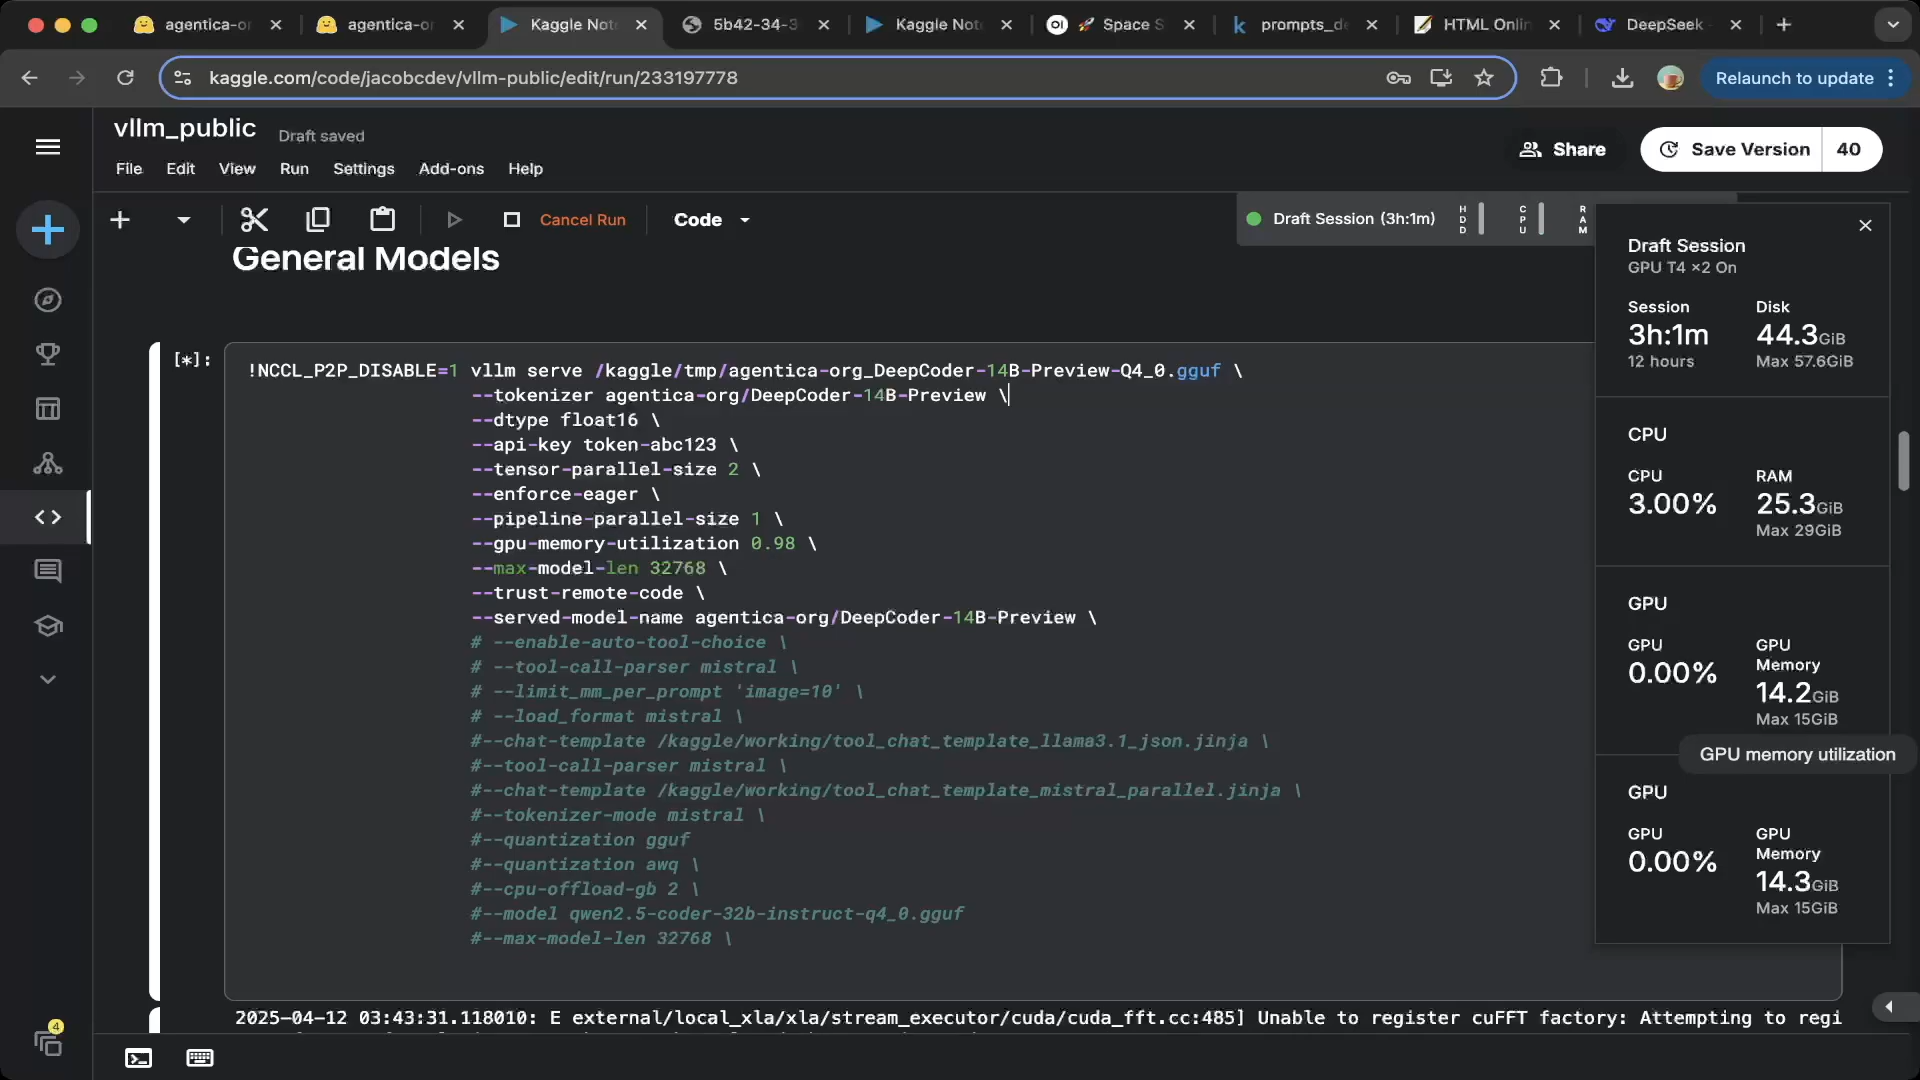 agentica-or
agentica-or
Kaggle Not
5b42-34-3
Kaggle Not
OI 🚀 Space S
k prompts_de
HTML Onlin
DeepSeek
kaggle.com/code/jacobcdev/vllm-public/edit/run/233197778
Relaunch to update
vllm_public
Draft saved
File Edit View Run Settings Add-ons Help
Share
Save Version 40
Cancel Run
Code
Draft Session (3h:1m)
HDD
CPU
RAM
General Models
[*]:
!NCCL_P2P_DISABLE=1 vllm serve /kaggle/tmp/agentica-org_DeepCoder-14B-Preview-Q4_0.gguf \
--tokenizer agentica-org/DeepCoder-14B-Preview \
--dtype float16 \
--api-key token-abc123 \
--tensor-parallel-size 2 \
--enforce-eager \
--pipeline-parallel-size 1 \
--gpu-memory-utilization 0.98 \
--max-model-len 32768 \
--trust-remote-code \
--served-model-name agentica-org/DeepCoder-14B-Preview \
# --enable-auto-tool-choice \
# --tool-call-parser mistral \
# --limit_mm_per_prompt 'image=10' \
# --load_format mistral \
#--chat-template /kaggle/working/tool_chat_template_llama3.1_json.jinja \
#--tool-call-parser mistral \
#--chat-template /kaggle/working/tool_chat_template_mistral_parallel.jinja \
#--tokenizer-mode mistral \
#--quantization gguf
#--quantization awq \
#--cpu-offload-gb 2 \
#--model qwen2.5-coder-32b-instruct-q4_0.gguf
#--max-model-len 32768 \
2025-04-12 03:43:31.118010: E external/local_xla/xla/stream_executor/cuda/cuda_fft.cc:485] Unable to register cuFFT factory: Attempting to regi
Draft Session
GPU T4 ×2 On
Session
3h:1m
12 hours
Disk
44.3GiB
Max 57.6GiB
CPU
CPU
3.00%
RAM
25.3GiB
Max 29GiB
GPU
GPU
0.00%
GPU
Memory
14.2GiB
Max 15GiB
GPU memory utilization
GPU
GPU
0.00%
GPU
Memory
14.3GiB
Max 15GiB
4